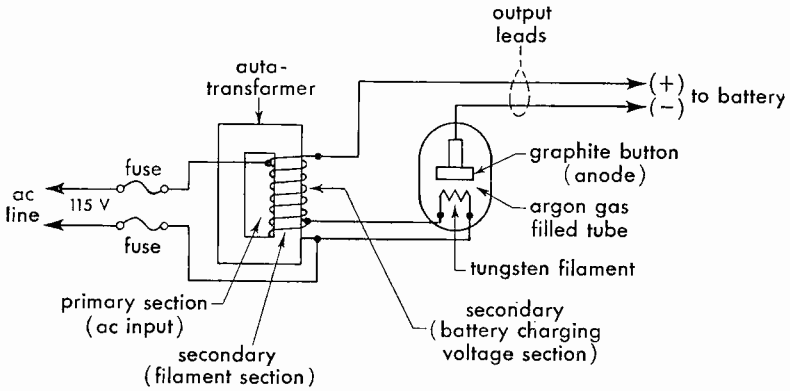 output
leads
auta-
transfarmer
(+)
(-)
to battery
fuse
graphite button
(anode)
ac
line
115 V
argon gas
filled tube
fuse
tungsten filament
primary section
(ac input)
secondary
(battery charging
voltage section)
secondary
(filament section)